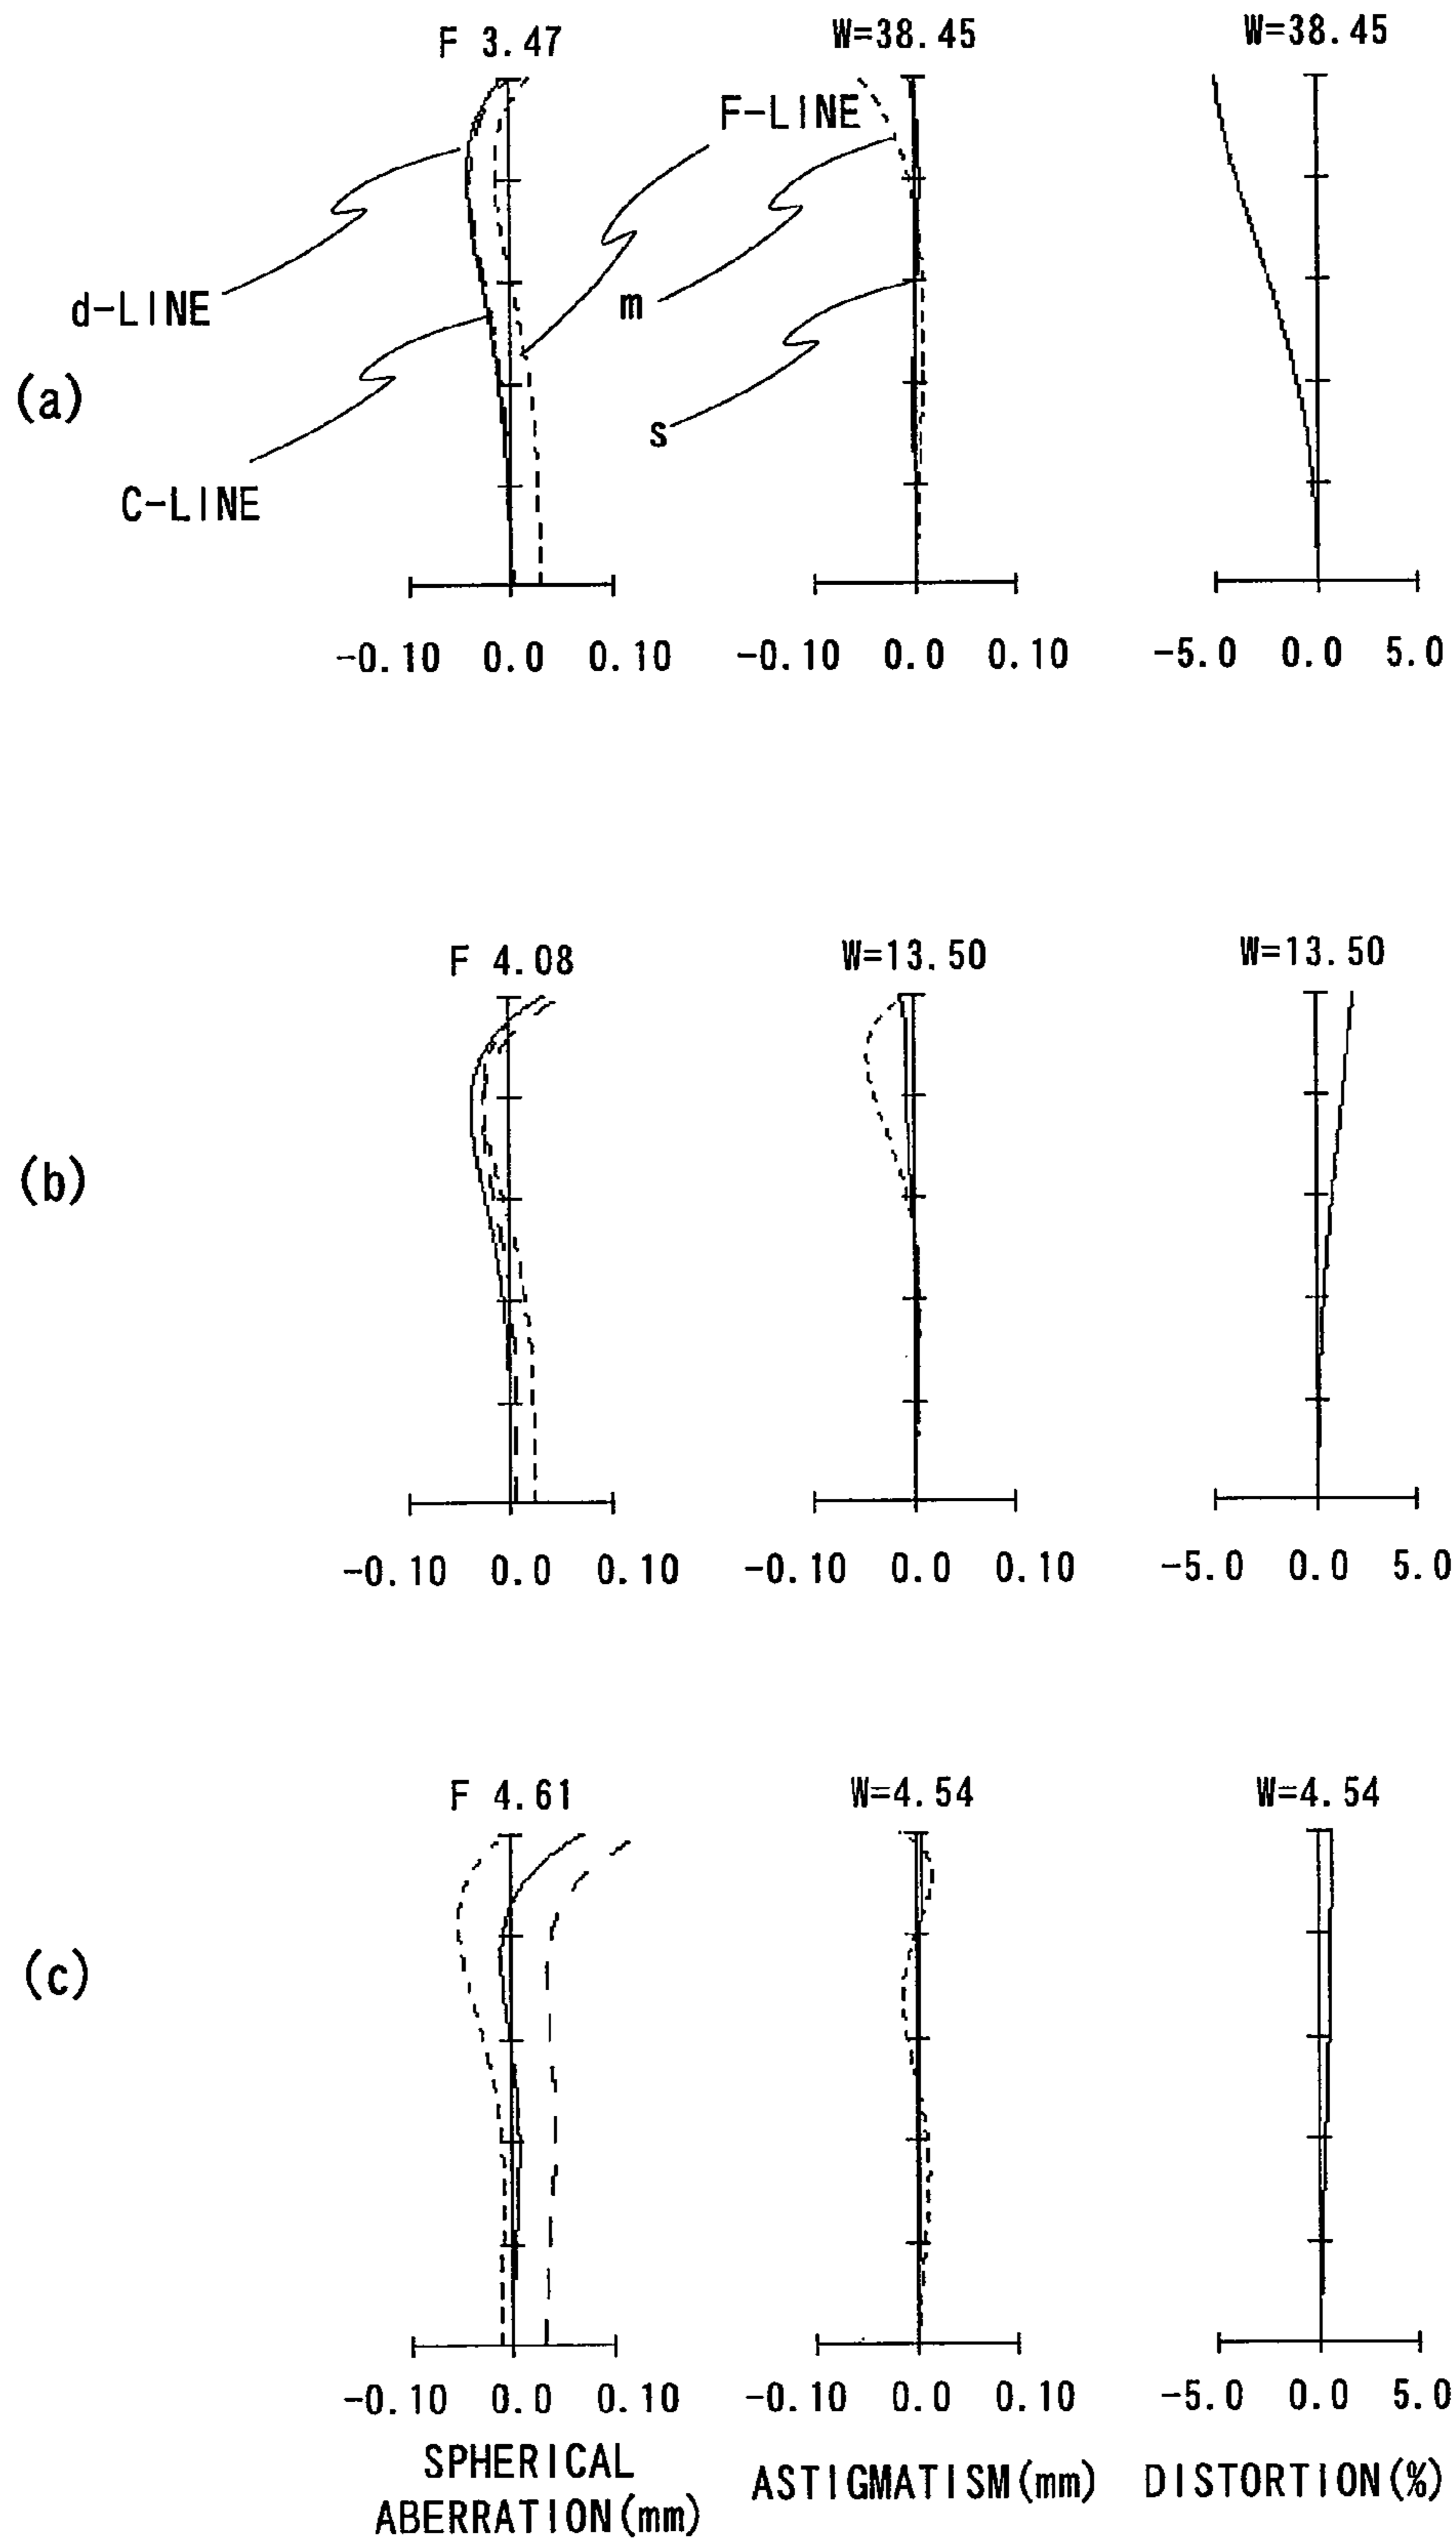 F 3.47
W=38.45
W=38.45
F-LINE
d-LINE
m
(a)
s
C-LINE
-0.10 0.0 0.10
-0.10 0.0 0.10
-5.0 0.0 5.0
F 4.08
W=13.50
W=13.50
(b)
-0.10 0.0 0.10
-0.10 0.0 0.10
-5.0 0.0 5.0
F 4.61
W=4.54
W=4.54
(c)
-0.10 0.0 0.10
-0.10 0.0 0.10
-5.0 0.0 5.0
SPHERICAL
ABERRATION(mm)
ASTIGMATISM(mm)
DISTORTION(%)